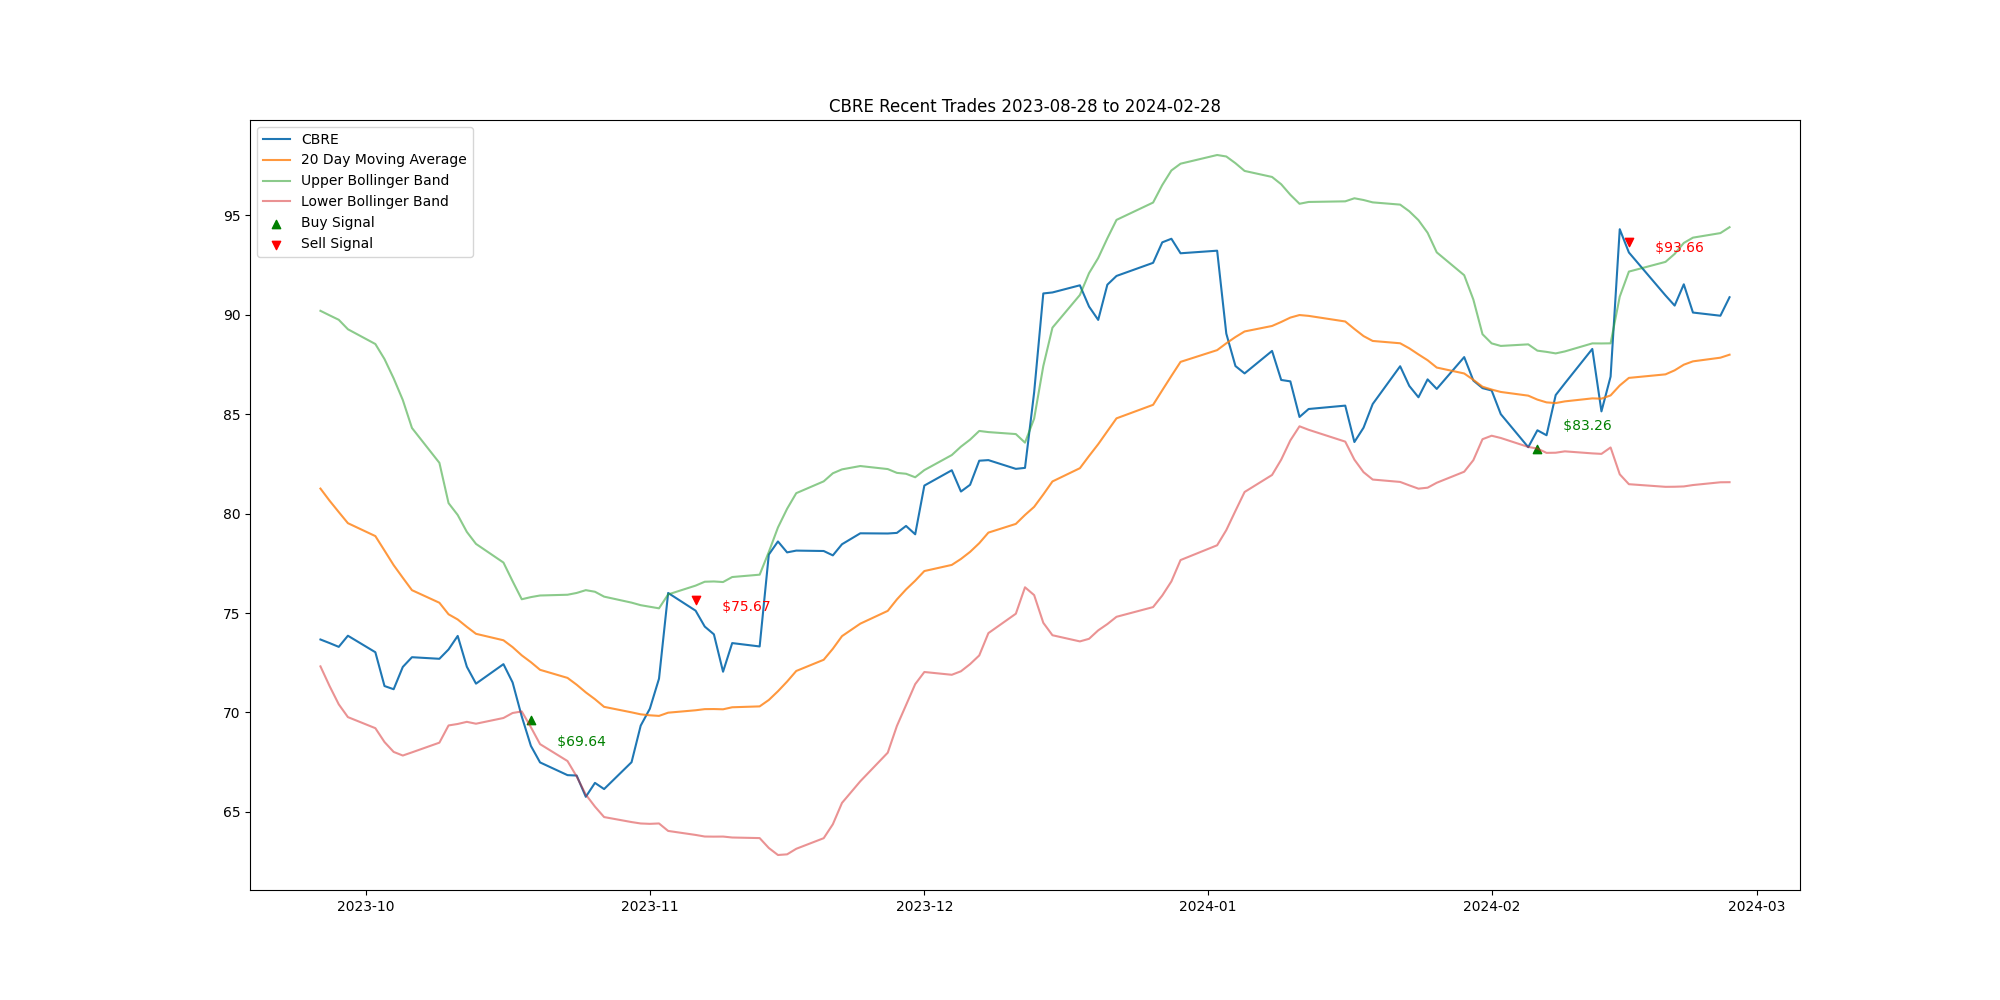 CBRE Recent Trades 2023-08-28 to 2024-02-28
CBRE
20 Day Moving Average
Upper Bollinger Band
Lower Bollinger Band
Buy Signal
Sell Signal
95
90
85
80
75
70
65
$93.66
$83.26
$75.67
$69.64
2023-10
2023-11
2023-12
2024-01
2024-02
2024-03